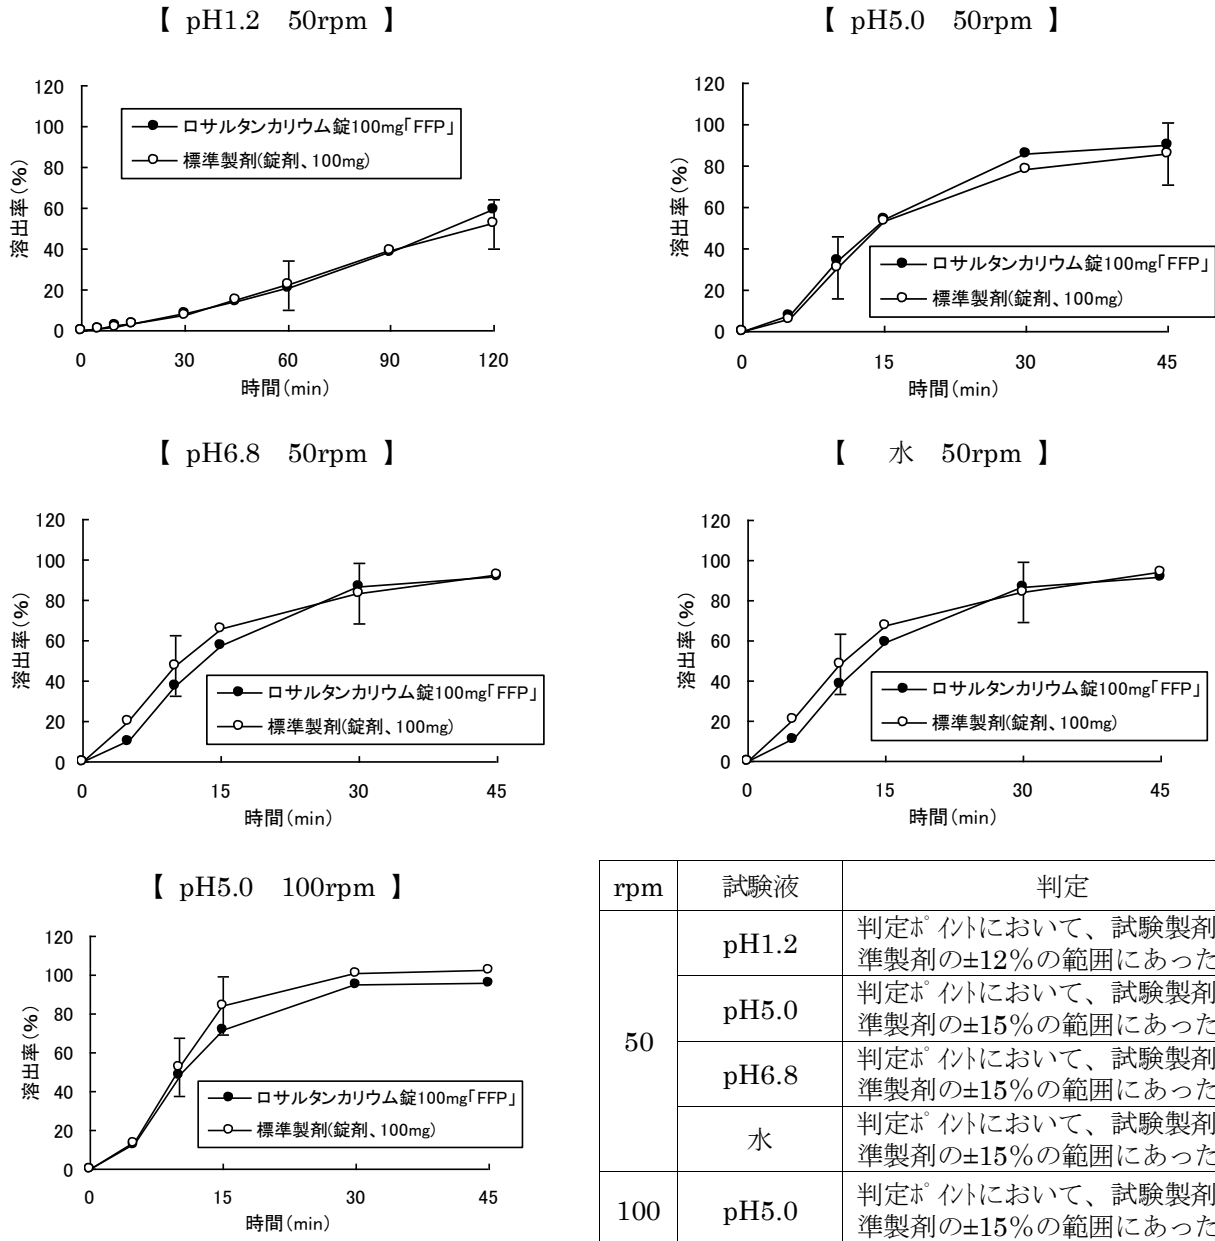 【 pH1.2　50rpm 】
120
100
80
60
40
20
0
溶出率(%)
ロサルタンカリウム錠100mg「FFP」
標準製剤(錠剤、100mg)
0 30 60 90 120
時間(min)
【 pH5.0　50rpm 】
120
100
80
60
40
20
0
溶出率(%)
ロサルタンカリウム錠100mg「FFP」
標準製剤(錠剤、100mg)
0 15 30 45
時間(min)
【 pH6.8　50rpm 】
120
100
80
60
40
20
0
溶出率(%)
ロサルタンカリウム錠100mg「FFP」
標準製剤(錠剤、100mg)
0 15 30 45
時間(min)
【　水　50rpm 】
120
100
80
60
40
20
0
溶出率(%)
ロサルタンカリウム錠100mg「FFP」
標準製剤(錠剤、100mg)
0 15 30 45
時間(min)
【 pH5.0　100rpm 】
120
100
80
60
40
20
0
溶出率(%)
ロサルタンカリウム錠100mg「FFP」
標準製剤(錠剤、100mg)
0 15 30 45
時間(min)
rpm 試験液 判定
50
pH1.2
判定ﾎﾟｲﾝﾄにおいて、試験製剤
準製剤の±12%の範囲にあった
pH5.0
判定ﾎﾟｲﾝﾄにおいて、試験製剤
準製剤の±15%の範囲にあった
pH6.8
判定ﾎﾟｲﾝﾄにおいて、試験製剤
準製剤の±15%の範囲にあった
水
判定ﾎﾟｲﾝﾄにおいて、試験製剤
準製剤の±15%の範囲にあった
100
pH5.0
判定ﾎﾟｲﾝﾄにおいて、試験製剤
準製剤の±15%の範囲にあった